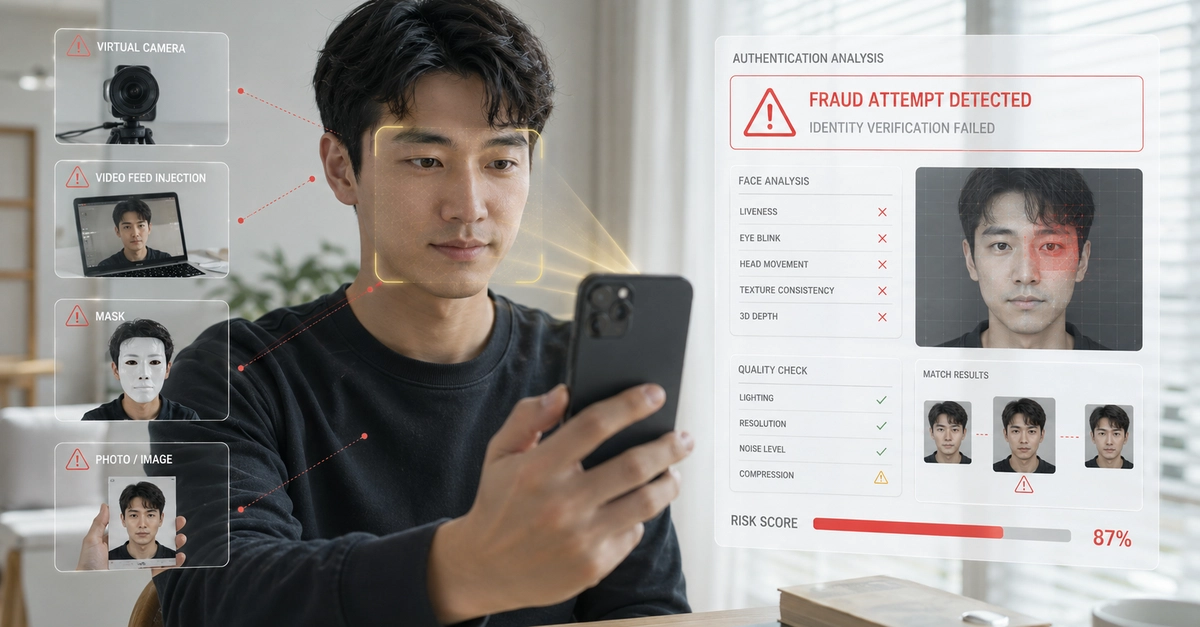 VIRTUAL CAMERA
VIDEO FEED INJECTION
MASK
PHOTO / IMAGE
AUTHENTICATION ANALYSIS
FRAUD ATTEMPT DETECTED
IDENTITY VERIFICATION FAILED
FACE ANALYSIS
LIVENESS
EYE BLINK
HEAD MOVEMENT
TEXTURE CONSISTENCY
3D DEPTH
QUALITY CHECK
LIGHTING
RESOLUTION
NOISE LEVEL
COMPRESSION
MATCH RESULTS
RISK SCORE
87%